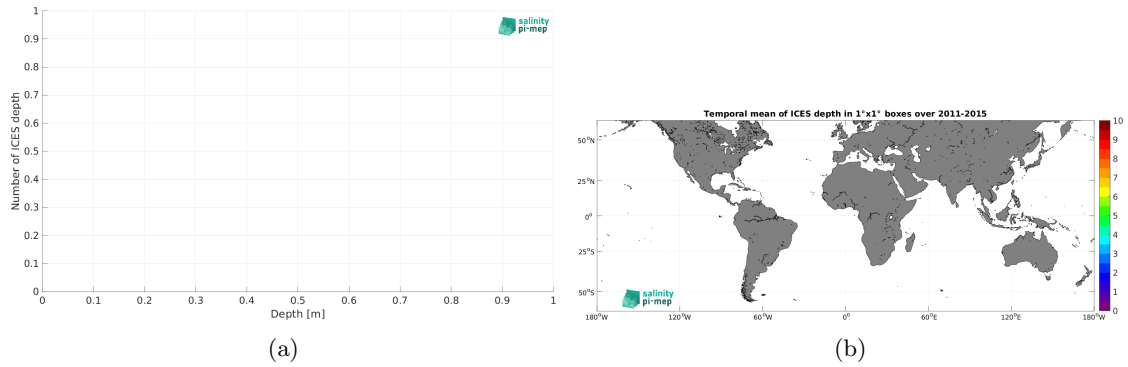 1
0.9
0.8
0.7
0.6
0.5
0.4
0.3
0.2
0.1
0
Number of ICES depth
0 0.1 0.2 0.3 0.4 0.5 0.6 0.7 0.8 0.9 1
Depth [m]
salinity
pi-mep
(a)
Temporal mean of ICES depth in 1°x1° boxes over 2011-2015
50°N
25°N
0°
25°S
50°S
180°W 120°W 60°W 0° 60°E 120°E 180°W
salinity
pi-mep
10
9
8
7
6
5
4
3
2
1
0
(b)